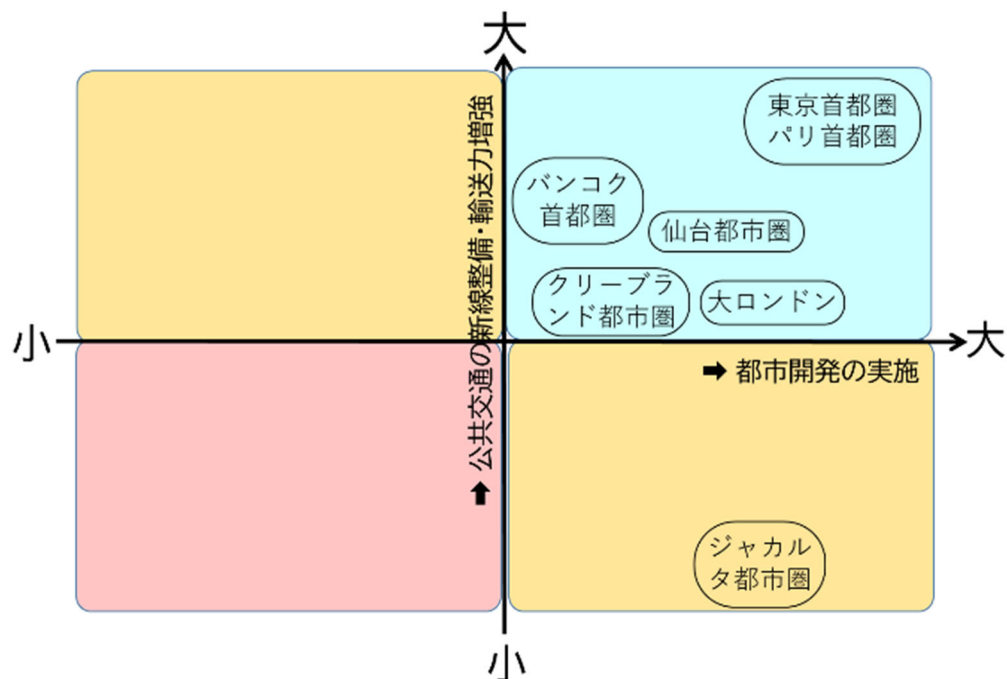 大
公共交通の新線整備・輸送力増強
東京首都圏
パリ首都圏
バンコク
首都圏
仙台都市圏
クリーブラ
ンド都市圏
大ロンドン
小
大
➡ 都市開発の実施
ジャカル
タ都市圏
小